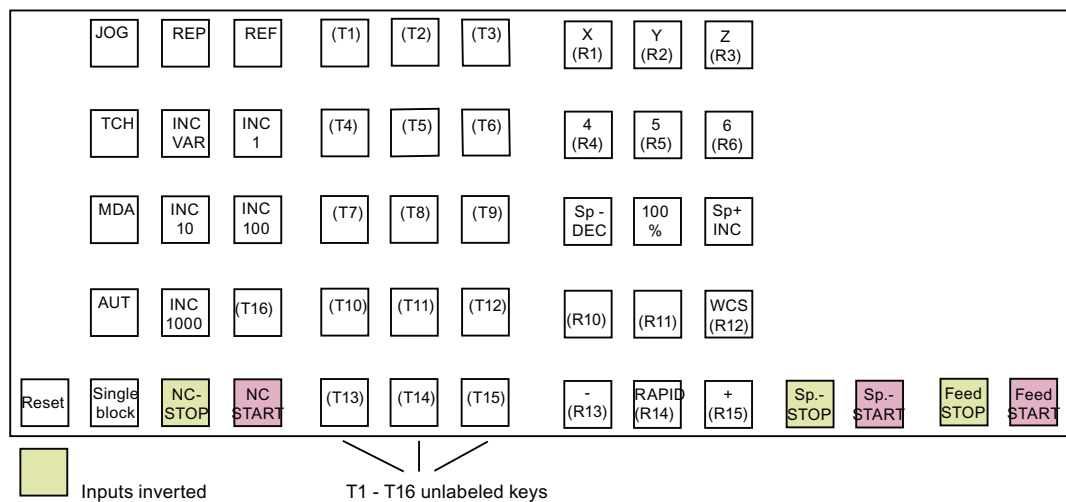 JOG REP REF (T1) (T2) (T3) X Y Z
(R1) (R2) (R3)
TCH INC INC (T4) (T5) (T6) 4 5 6
VAR 1 (R4) (R5) (R6)
MDA INC INC (T7) (T8) (T9) Sp - 100 Sp+
10 100 DEC % INC
AUT INC (T16) (T10) (T11) (T12) WCS
1000 (R10) (R11) (R12)
Reset Single NC- NC (T13) (T14) (T15) - RAPID + Sp.- Sp.- Feed Feed
block STOP START (R13) (R14) (R15) STOP START STOP START
Inputs inverted T1 - T16 unlabeled keys